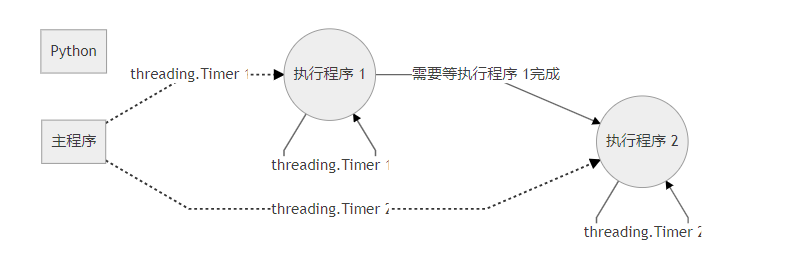 Python
threading.Timer 1
执行程序 1
需要等执行程序 1完成
主程序
执行程序 2
threading.Timer 1
threading.Timer 2
threading.Timer 2